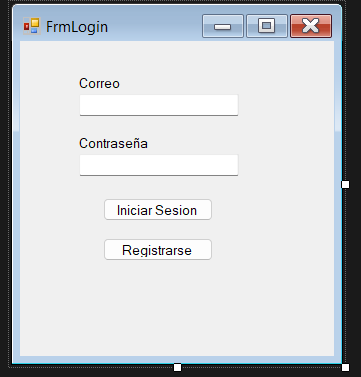 FrmLogin
Correo
Contraseña
Iniciar Sesion
Registrarse